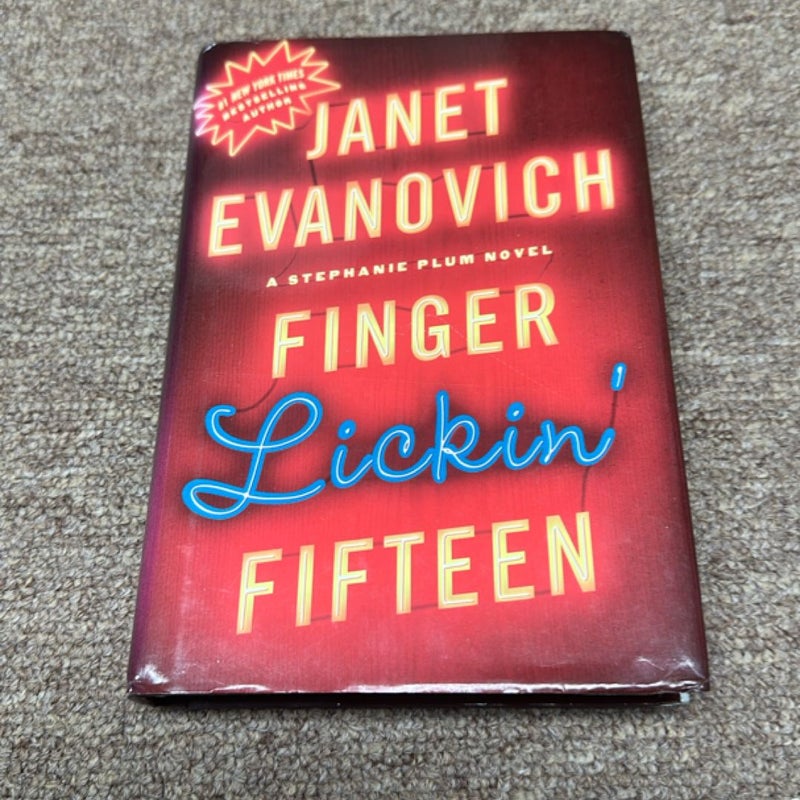 #1 NEW YORK TIMES
BESTSELLING
AUTHOR
JANET
EVANOVICH
A STEPHANIE PLUM NOVEL
FINGER
Lickin'
FIFTEEN